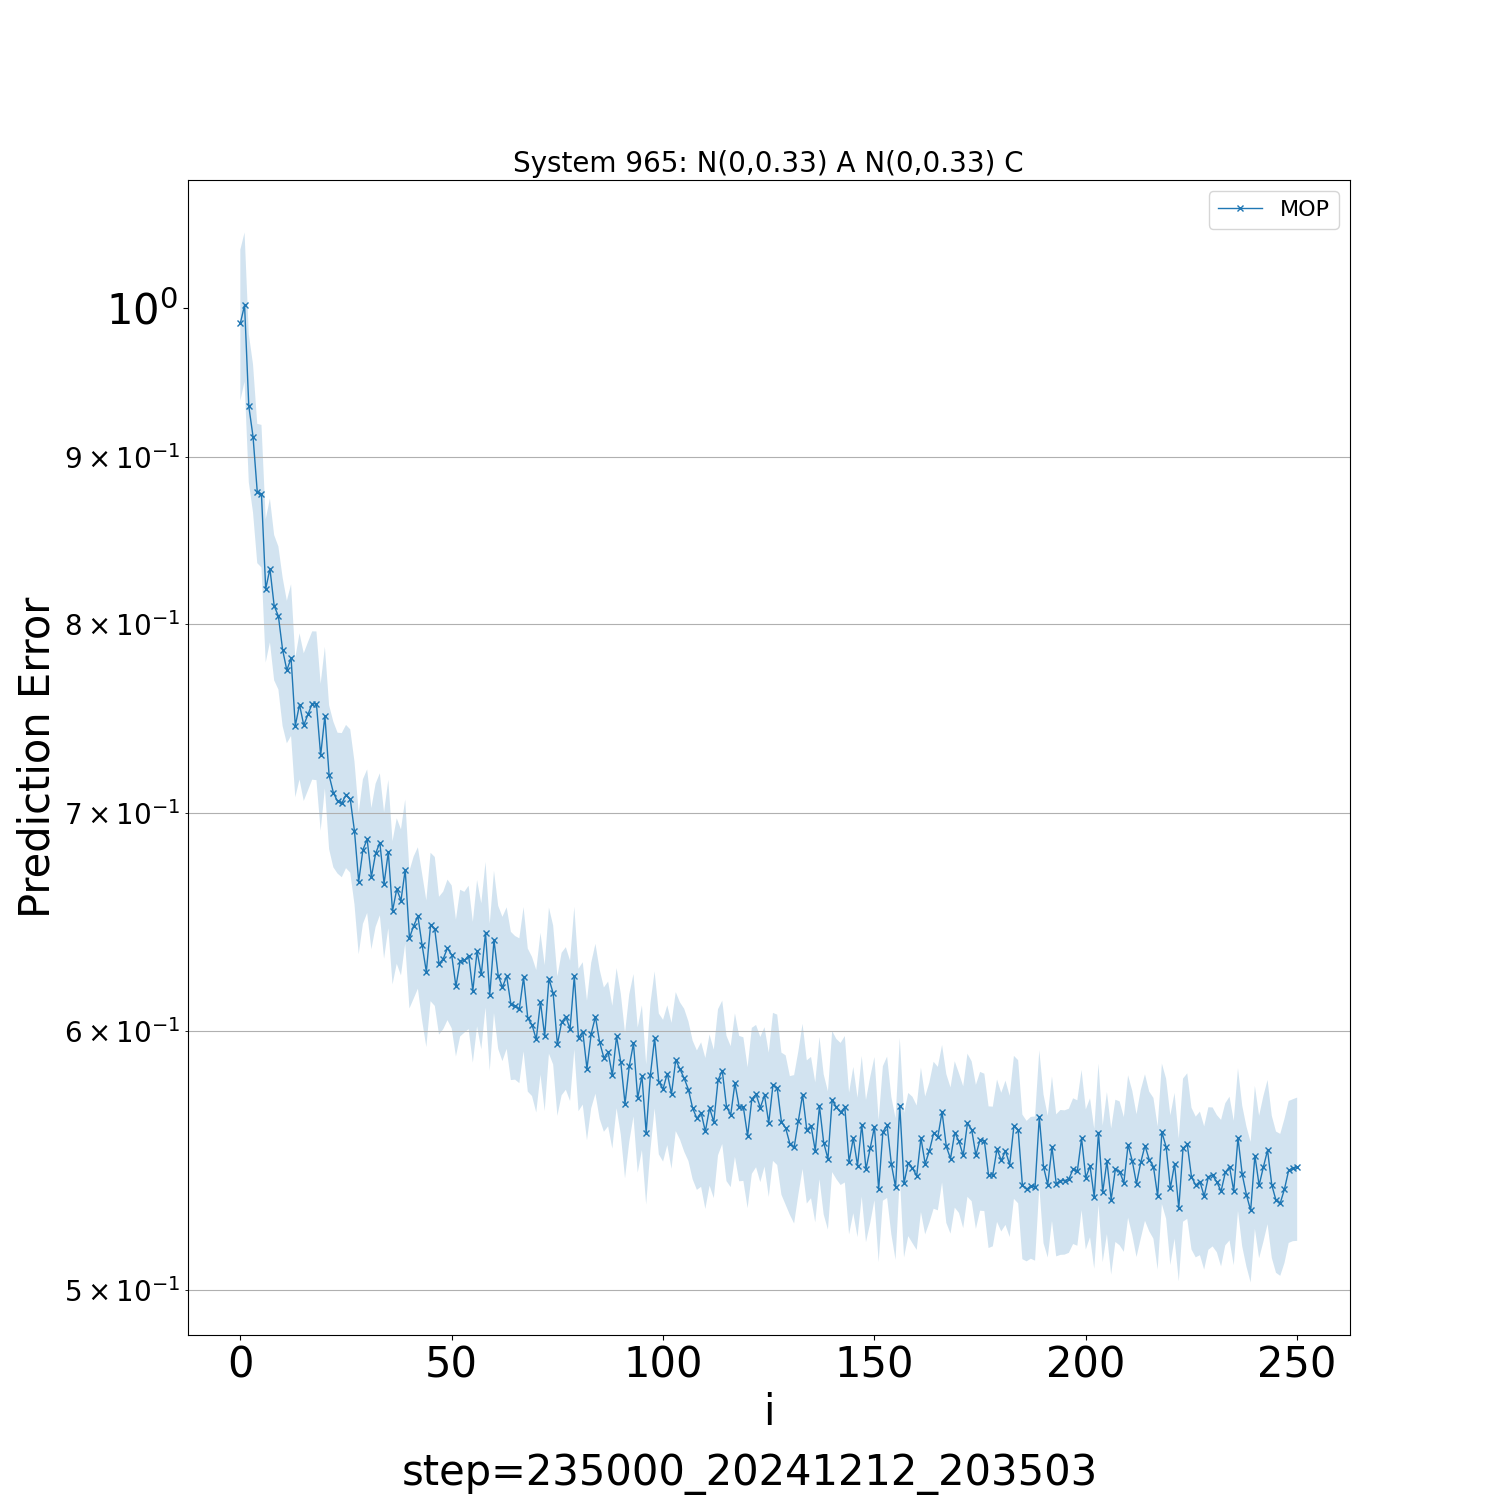 System 965: N(0,0.33) A N(0,0.33) C
MOP
10⁰
9 × 10⁻¹
8 × 10⁻¹
7 × 10⁻¹
6 × 10⁻¹
5 × 10⁻¹
Prediction Error
0 50 100 150 200 250
i
step=235000_20241212_203503